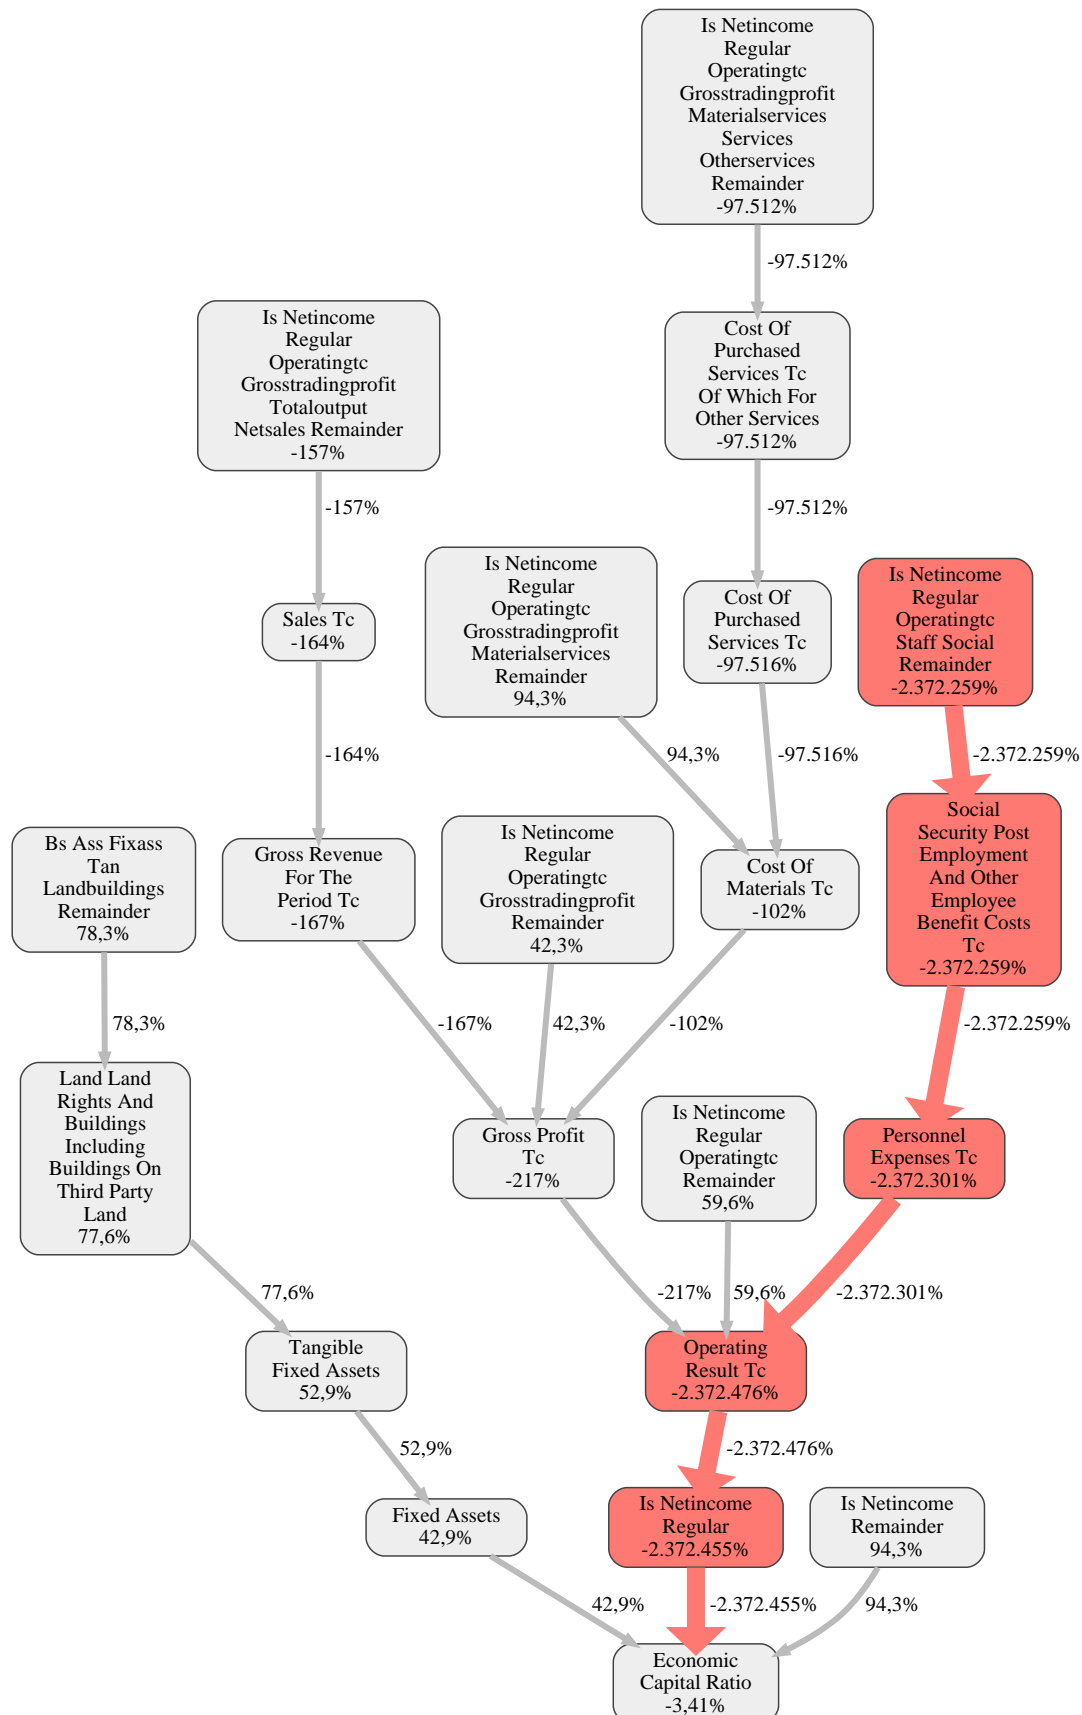 Is Netincome
Regular
Operatingtc
Grosstradingprofit
Materialservices
Services
Otherservices
Remainder
-97.512%
-97.512%
Is Netincome
Regular
Operatingtc
Grosstradingprofit
Totaloutput
Netsales Remainder
-157%
Cost Of
Purchased
Services Tc
Of Which For
Other Services
-97.512%
-157%
-97.512%
Is Netincome
Regular
Operatingtc
Grosstradingprofit
Materialservices
Remainder
94,3%
Cost Of
Purchased
Services Tc
-97.516%
Is Netincome
Regular
Operatingtc
Staff Social
Remainder
-2.372.259%
Sales Tc
-164%
-164%
94,3%
-97.516%
-2.372.259%
Bs Ass Fixass
Tan
Landbuildings
Remainder
78,3%
Gross Revenue
For The
Period Tc
-167%
Is Netincome
Regular
Operatingtc
Grosstradingprofit
Remainder
42,3%
Cost Of
Materials Tc
-102%
Social
Security Post
Employment
And Other
Employee
Benefit Costs
Tc
-2.372.259%
78,3%
-167%
42,3%
-102%
-2.372.259%
Land Land
Rights And
Buildings
Including
Buildings On
Third Party
Land
77,6%
Gross Profit
Tc
-217%
Is Netincome
Regular
Operatingtc
Remainder
59,6%
Personnel
Expenses Tc
-2.372.301%
77,6%
-217%
59,6%
-2.372.301%
Tangible
Fixed Assets
52,9%
Operating
Result Tc
-2.372.476%
52,9%
-2.372.476%
Fixed Assets
42,9%
Is Netincome
Regular
-2.372.455%
Is Netincome
Remainder
94,3%
42,9%
-2.372.455%
94,3%
Economic
Capital Ratio
-3,41%